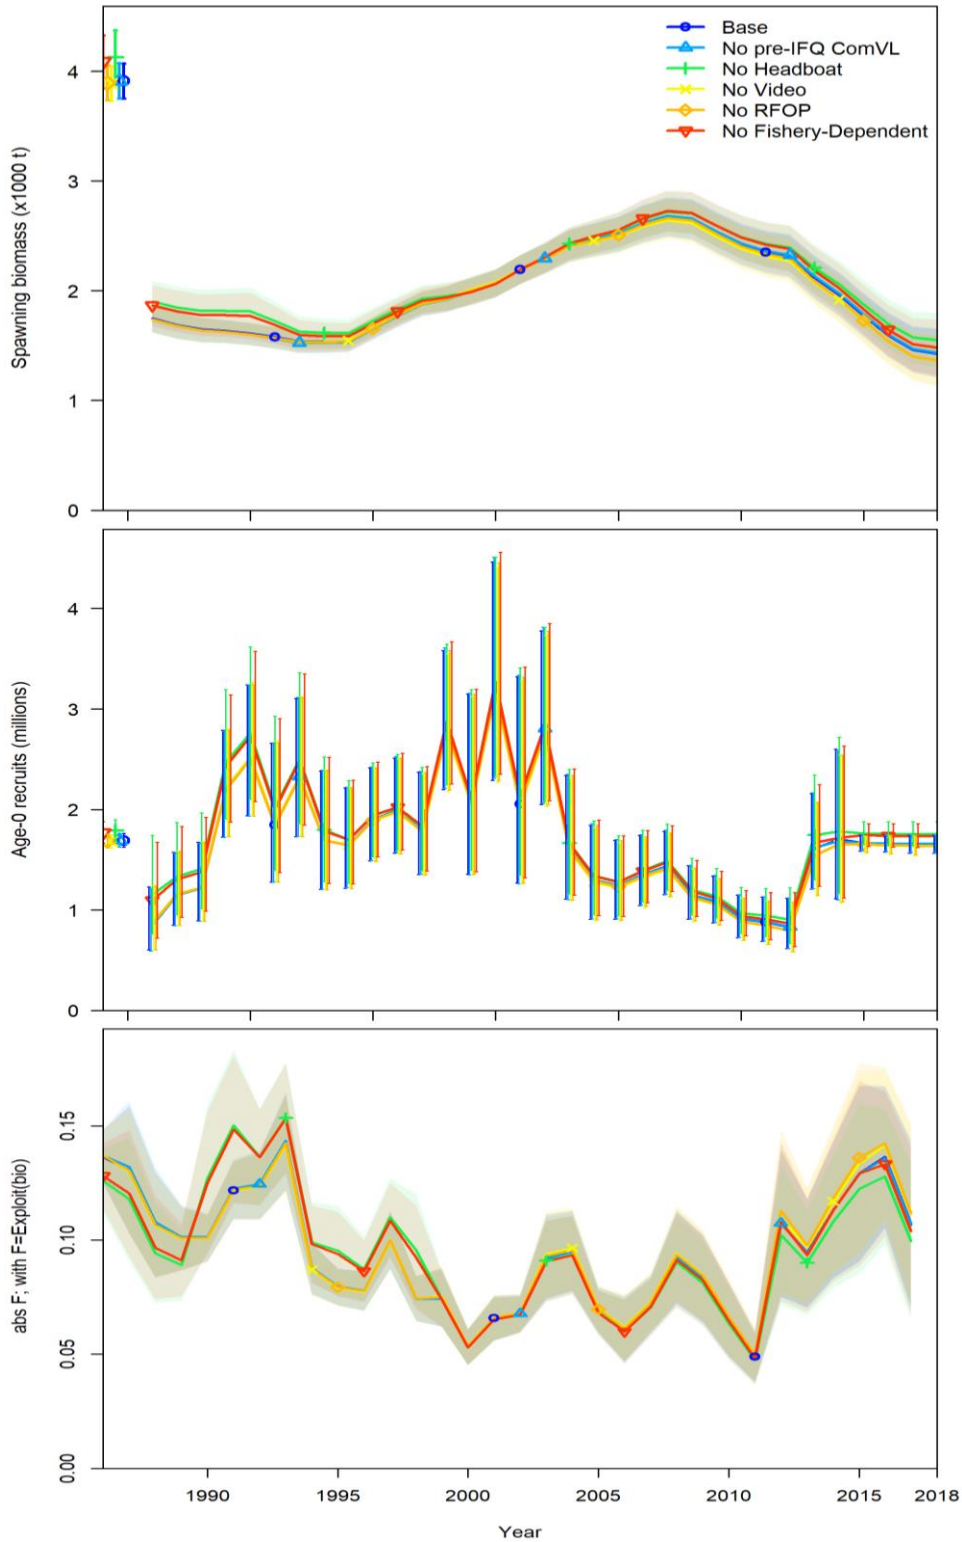 Base
No pre-IFQ ComVL
No Headboat
No Video
No RFOP
No Fishery-Dependent
Spawning biomass (x1000 t)
4
3
2
1
0
Age-0 recruits (millions)
4
3
2
1
0
abs F; with F=Exploit(bio)
0.15
0.10
0.05
0.00
1990 1995 2000 2005 2010 2015 2018
Year